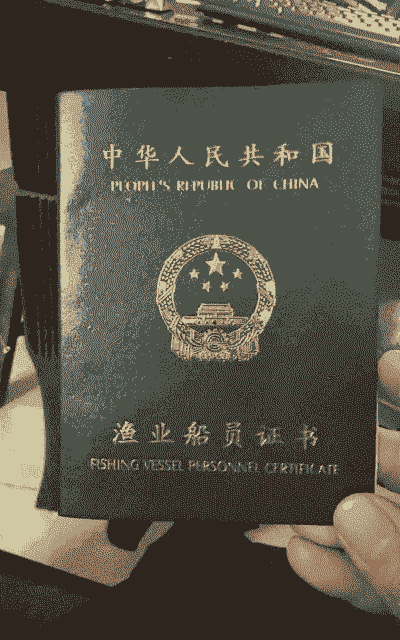 中华人民共和国
PEOPLE'S REPUBLIC OF CHINA
渔业船员证书
FISHING VESSEL PERSONNEL CERTIFICATE